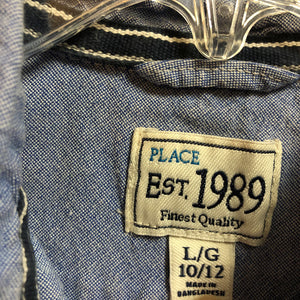 PLACE
EST. 1989
Finest Quality
L/G
10/12
MADE IN
BANGLADESH